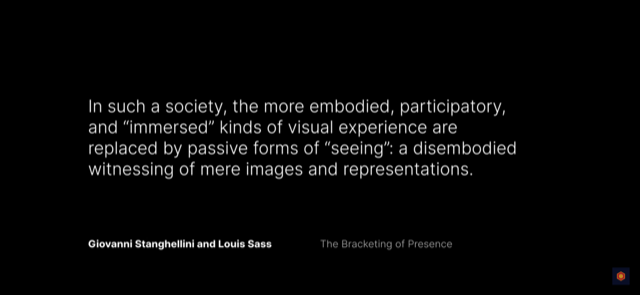 In such a society, the more embodied, participatory,
and “immersed” kinds of visual experience are
replaced by passive forms of “seeing”: a disembodied
witnessing of mere images and representations.
Giovanni Stanghellini and Louis Sass The Bracketing of Presence